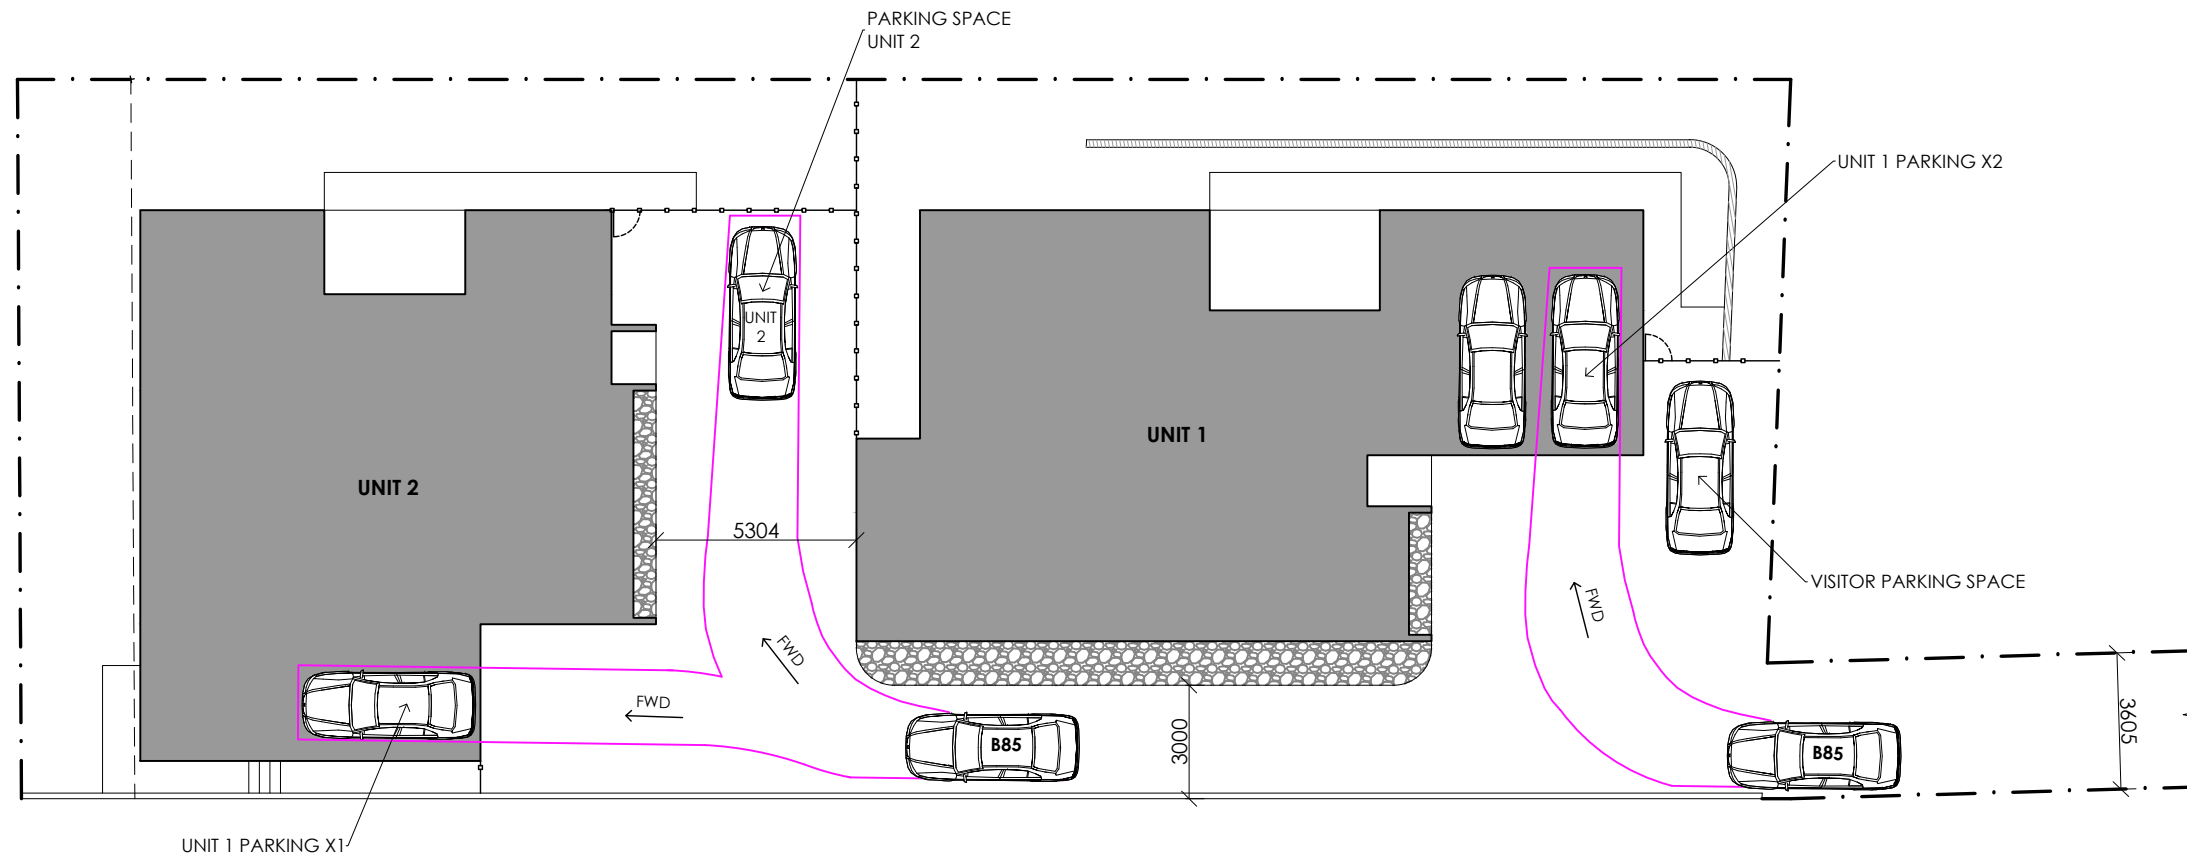 PARKING SPACE
UNIT 2
UNIT 1 PARKING X2
UNIT
2
UNIT 1
UNIT 2
5304
VISITOR PARKING SPACE
FWD
FWD
FWD
3000
3605
B85
B85
UNIT 1 PARKING X1